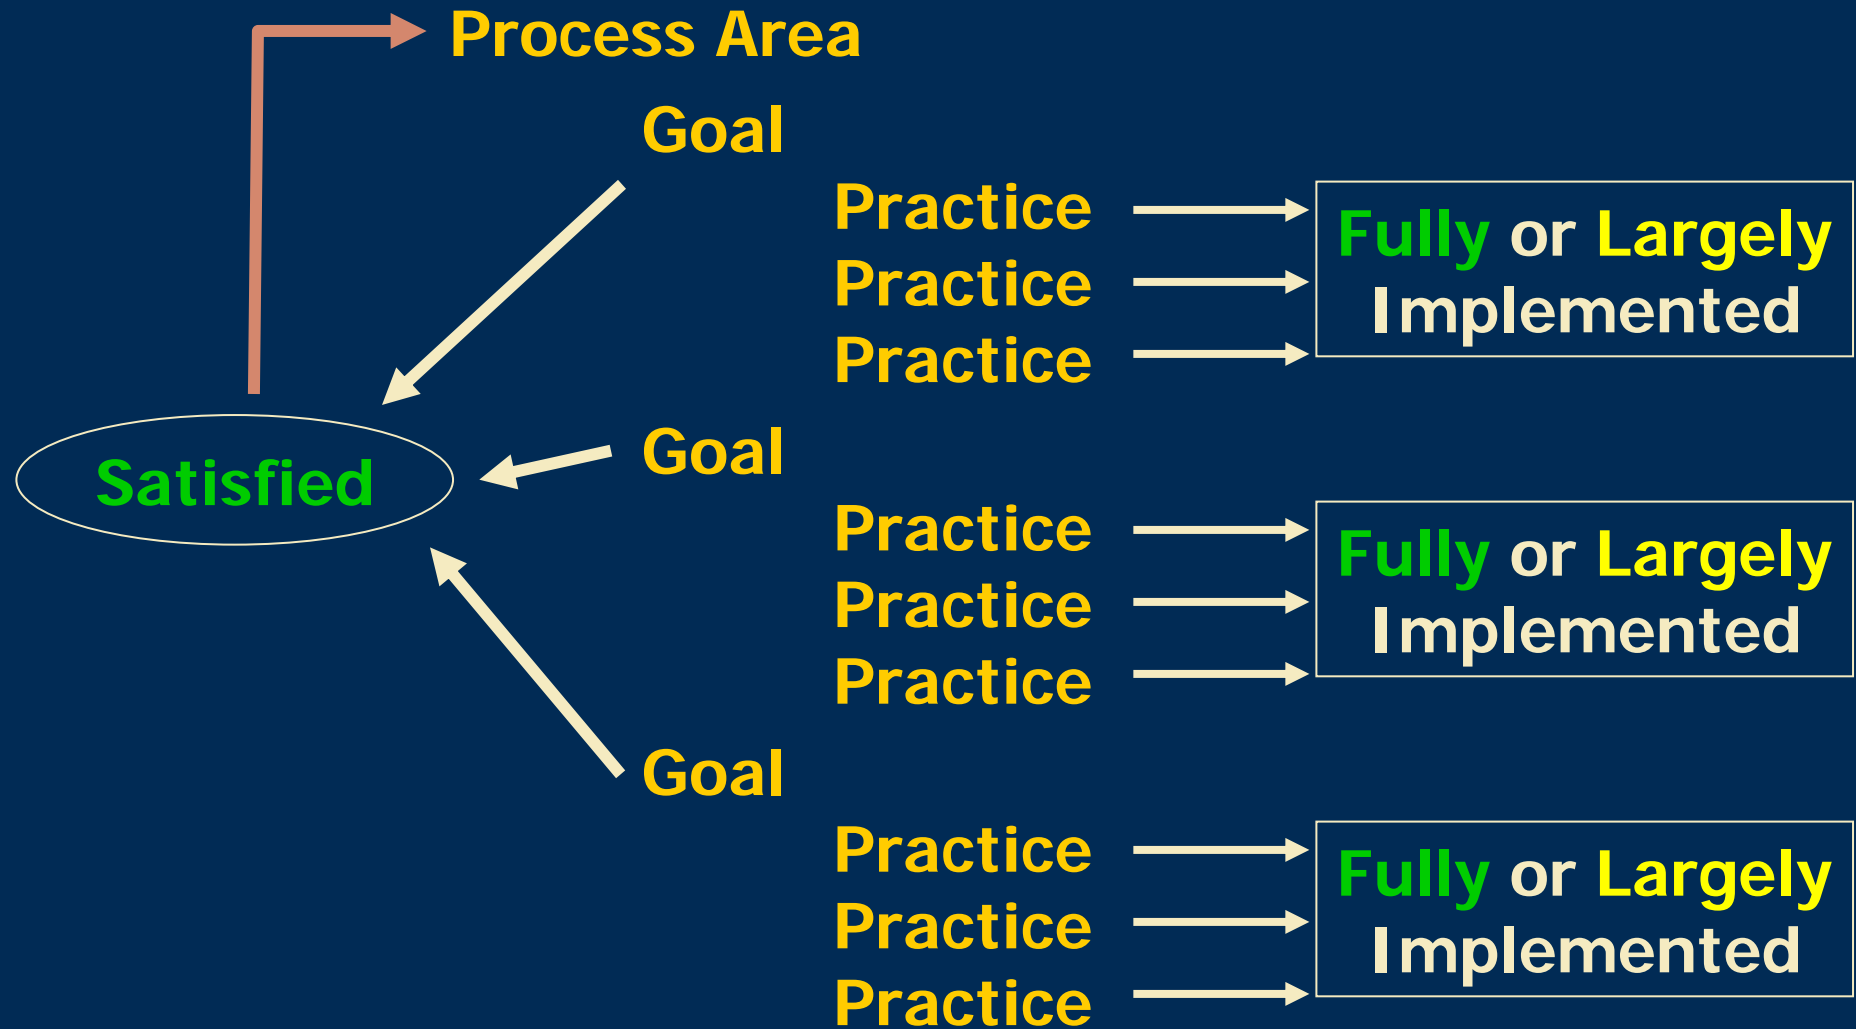 Process Area
Goal
Practice
Practice
Practice
Fully or Largely
Implemented
Satisfied
Goal
Practice
Practice
Practice
Fully or Largely
Implemented
Goal
Practice
Practice
Practice
Fully or Largely
Implemented